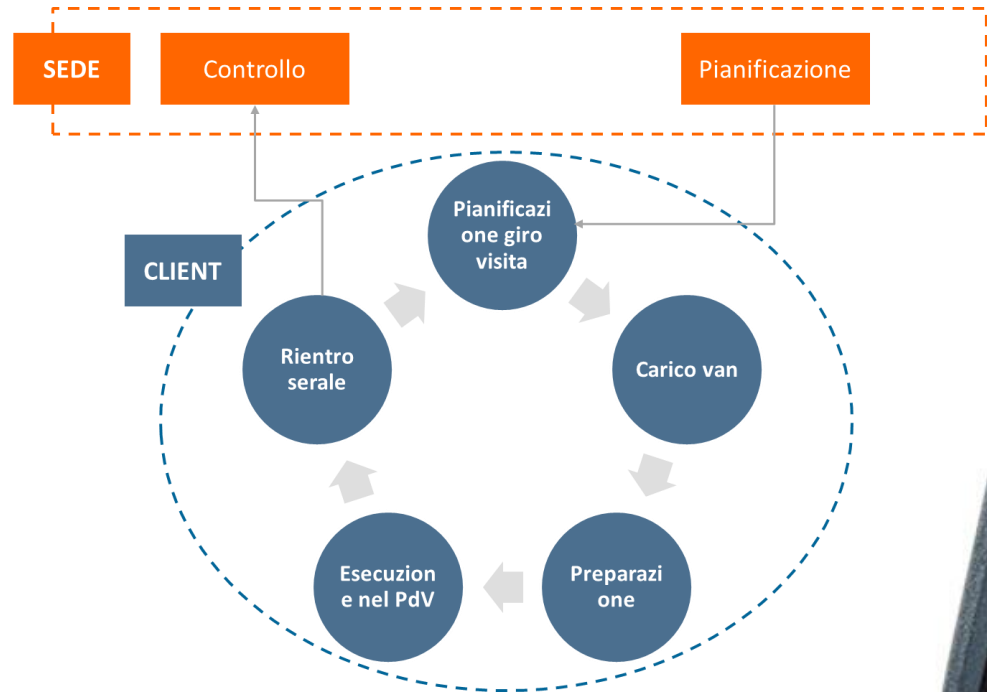 SEDE
Controllo
Pianificazione
Pianificazi
one giro
visita
CLIENT
Rientro
serale
Carico van
Esecuzion
e nel PdV
Preparazi
one